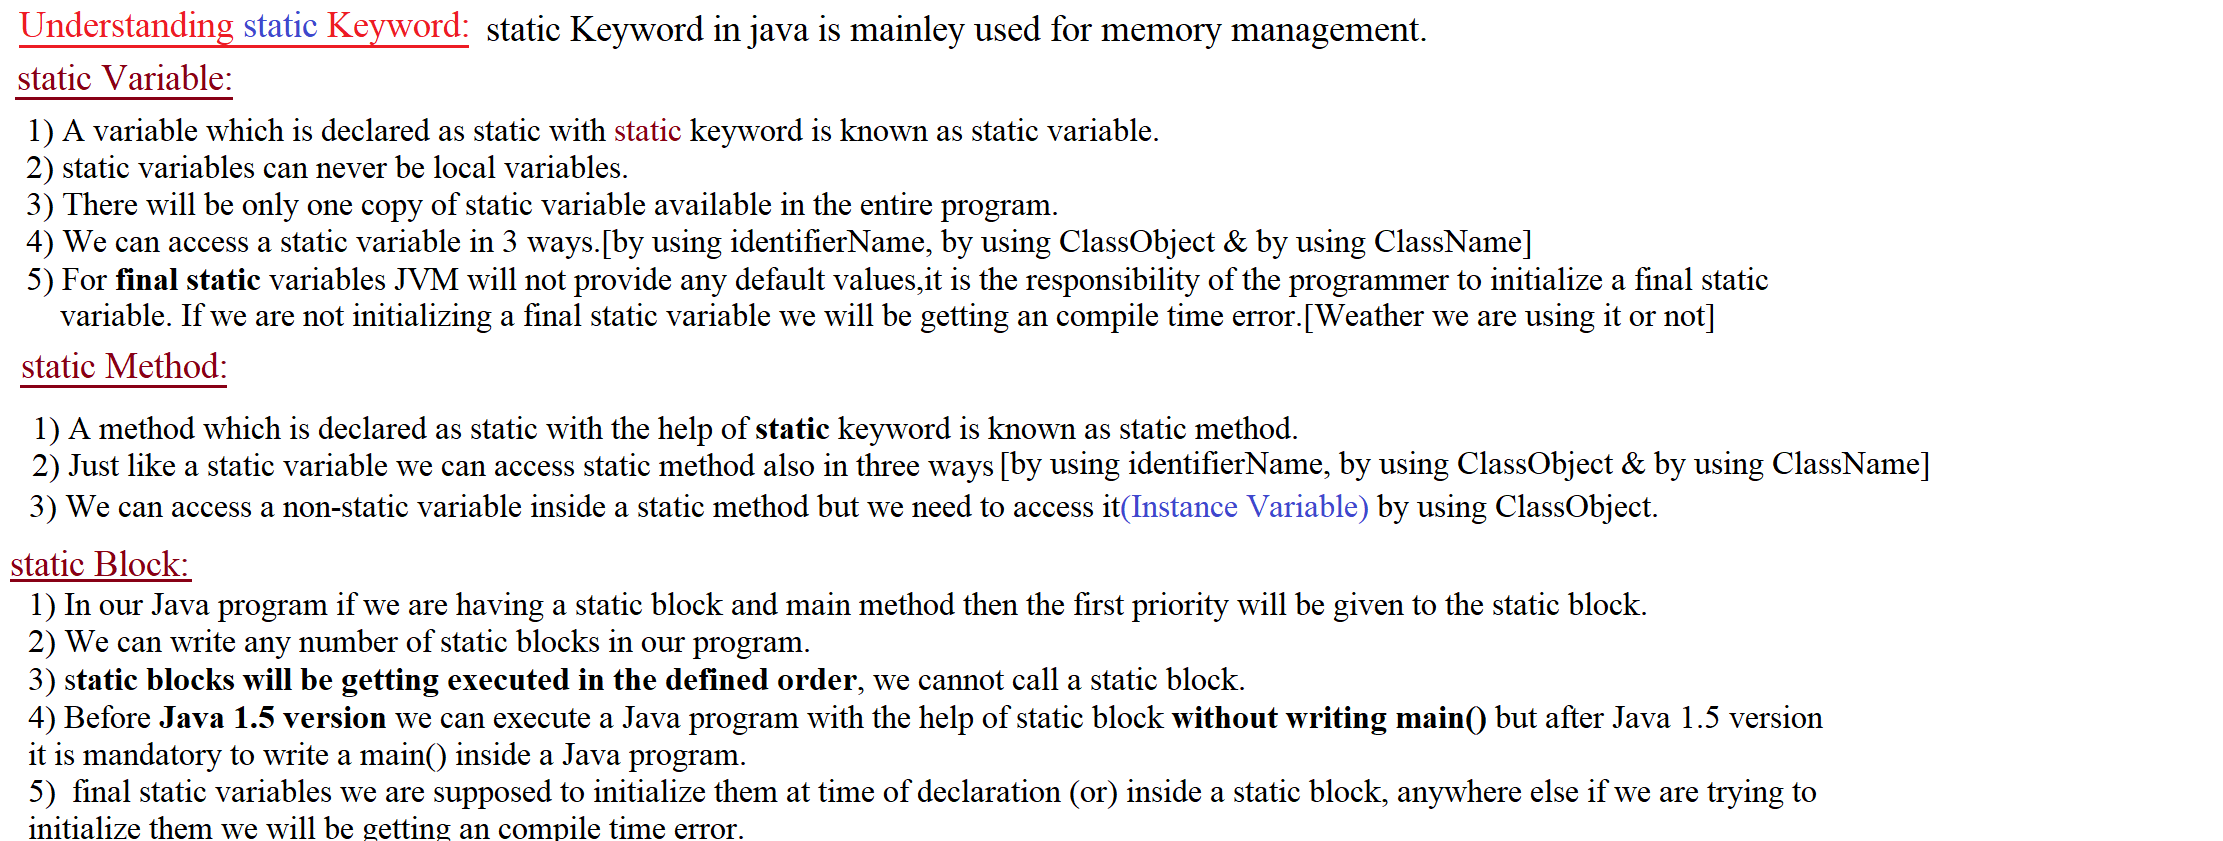 Understanding static Keyword: static Keyword in java is mainley used for memory management.
static Variable:
1) A variable which is declared as static with static keyword is known as static variable.
2) static variables can never be local variables.
3) There will be only one copy of static variable available in the entire program.
4) We can access a static variable in 3 ways.[by using identifierName, by using ClassObject & by using ClassName]
5) For final static variables JVM will not provide any default values,it is the responsibility of the programmer to initialize a final static
variable. If we are not initializing a final static variable we will be getting an compile time error.[Weather we are using it or not]
static Method:
1) A method which is declared as static with the help of static keyword is known as static method.
2) Just like a static variable we can access static method also in three ways [by using identifierName, by using ClassObject & by using ClassName]
3) We can access a non-static variable inside a static method but we need to access it(Instance Variable) by using ClassObject.
static Block:
1) In our Java program if we are having a static block and main method then the first priority will be given to the static block.
2) We can write any number of static blocks in our program.
3) static blocks will be getting executed in the defined order, we cannot call a static block.
4) Before Java 1.5 version we can execute a Java program with the help of static block without writing main() but after Java 1.5 version
it is mandatory to write a main() inside a Java program.
5) final static variables we are supposed to initialize them at time of declaration (or) inside a static block, anywhere else if we are trying to
initialize them we will be getting an compile time error.